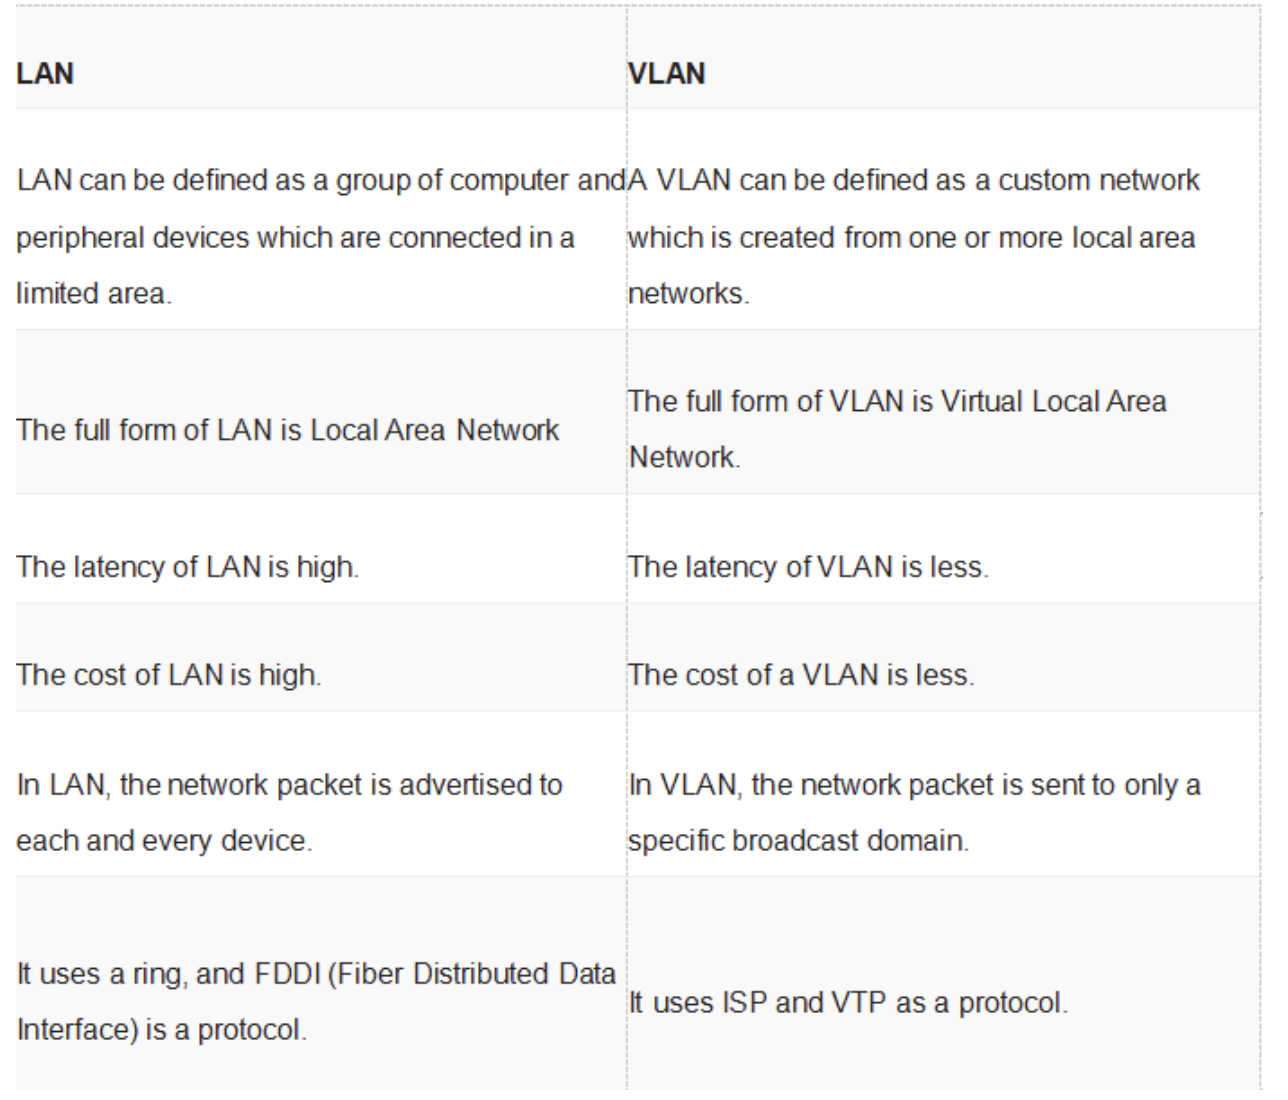 LAN
VLAN
LAN can be defined as a group of computer and
peripheral devices which are connected in a
limited area.
A VLAN can be defined as a custom network
which is created from one or more local area
networks.
The full form of LAN is Local Area Network
The full form of VLAN is Virtual Local Area
Network.
The latency of LAN is high.
The latency of VLAN is less.
The cost of LAN is high.
The cost of a VLAN is less.
In LAN, the network packet is advertised to
each and every device.
In VLAN, the network packet is sent to only a
specific broadcast domain.
It uses a ring, and FDDI (Fiber Distributed Data
Interface) is a protocol.
It uses ISP and VTP as a protocol.